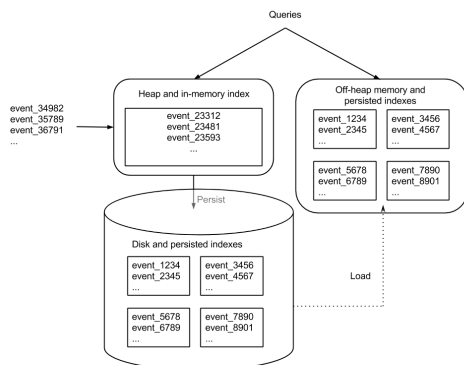 Queries
event_34982
event_35789
event_36791
...
Heap and in-memory index
event_23312
event_23481
event_23593
...
Off-heap memory and
persisted indexes
event_1234
event_2345
...
event_3456
event_4567
...
event_5678
event_6789
...
event_7890
event_8901
...
Persist
Disk and persisted indexes
event_1234
event_2345
...
event_3456
event_4567
...
event_5678
event_6789
...
event_7890
event_8901
...
Load